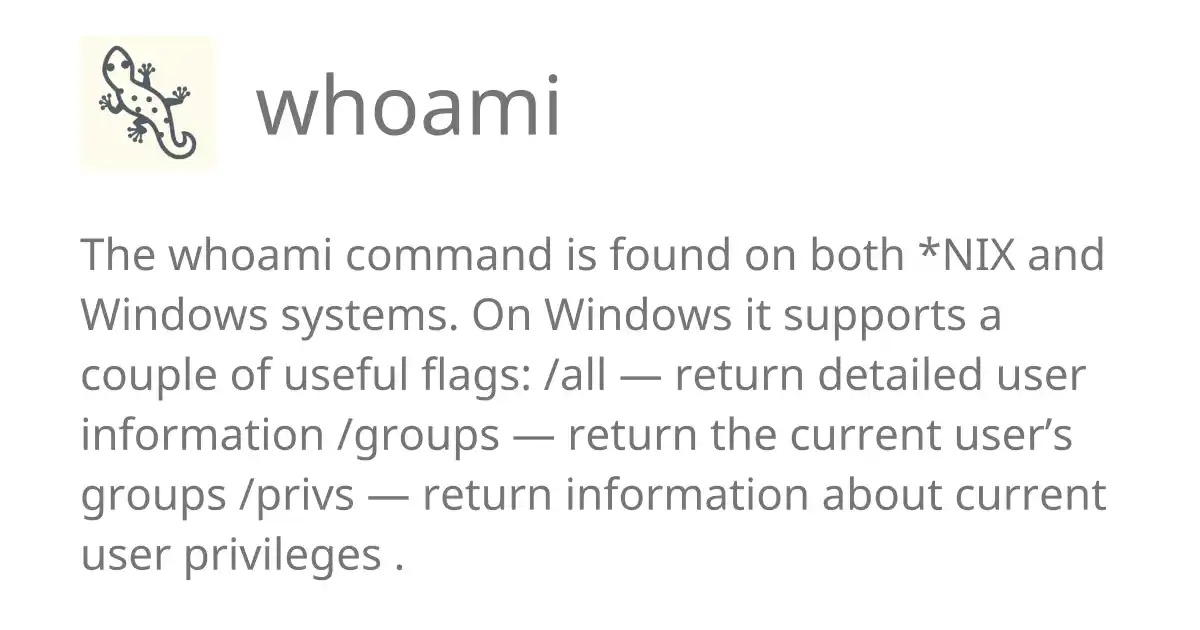 whoami
The whoami command is found on both *NIX and
Windows systems. On Windows it supports a
couple of useful flags: /all — return detailed user
information /groups — return the current user’s
groups /privs — return information about current
user privileges .